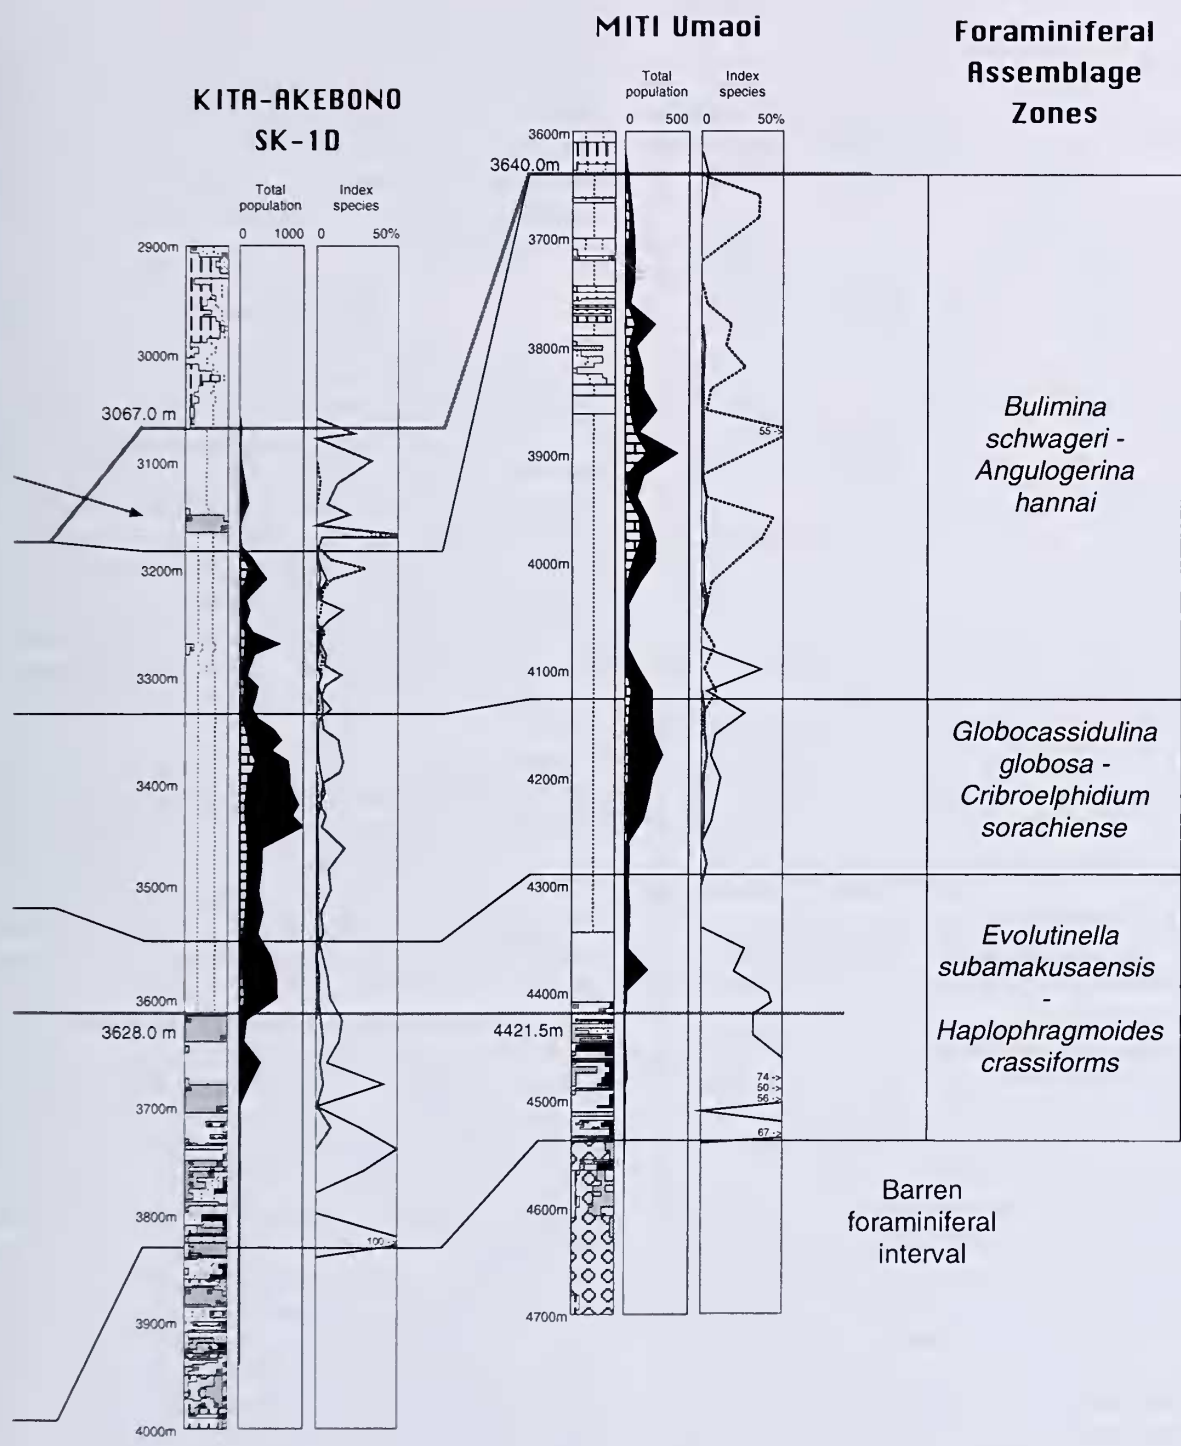 MITI Umaoi
Foraminiferal
Assemblage
Zones
KITA-AKEBONO
SK-1D
Total
population
Index
species
0 500
0 50%
Total
population
Index
species
0 1000
0 50%
3600m
3640.0m
3700m
3800m
3900m
4000m
4100m
4200m
4300m
4400m
4421.5m
4500m
4600m
4700m
55 ->
74 ->
50 ->
56 ->
67 ->
2900m
3000m
3067.0 m
3100m
3200m
3300m
3400m
3500m
3600m
3628.0 m
3700m
3800m
3900m
4000m
100 ->
Bulimina
schwageri -
Angulogerina
hannai
Globocassidulina
globosa -
Cribroelphidium
sorachiense
Evolutinella
subamakusaensis
-
Haplophragmoides
crassiforms
Barren
foraminiferal
interval